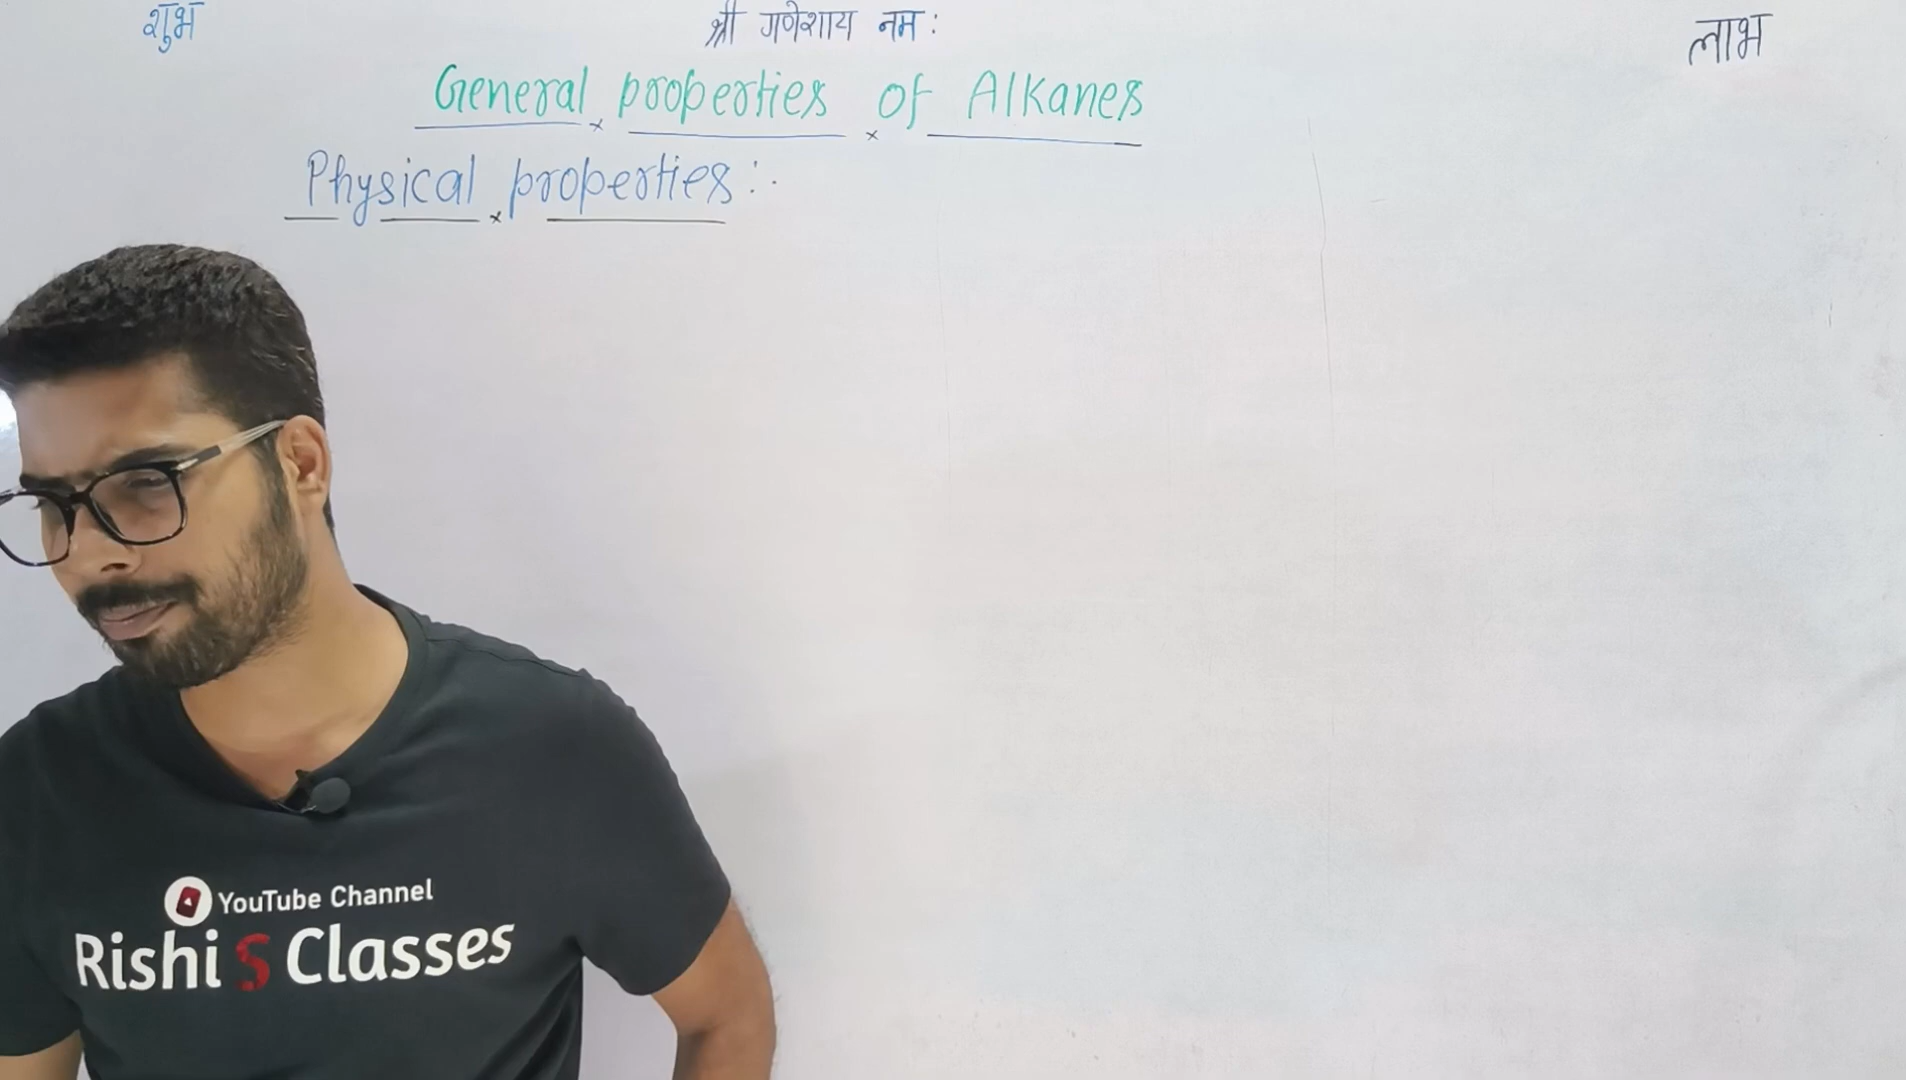 शुभ श्री गणेशाय नम: लाभ
General properties of Alkanes
Physical properties:-
YouTube Channel
Rishi S Classes